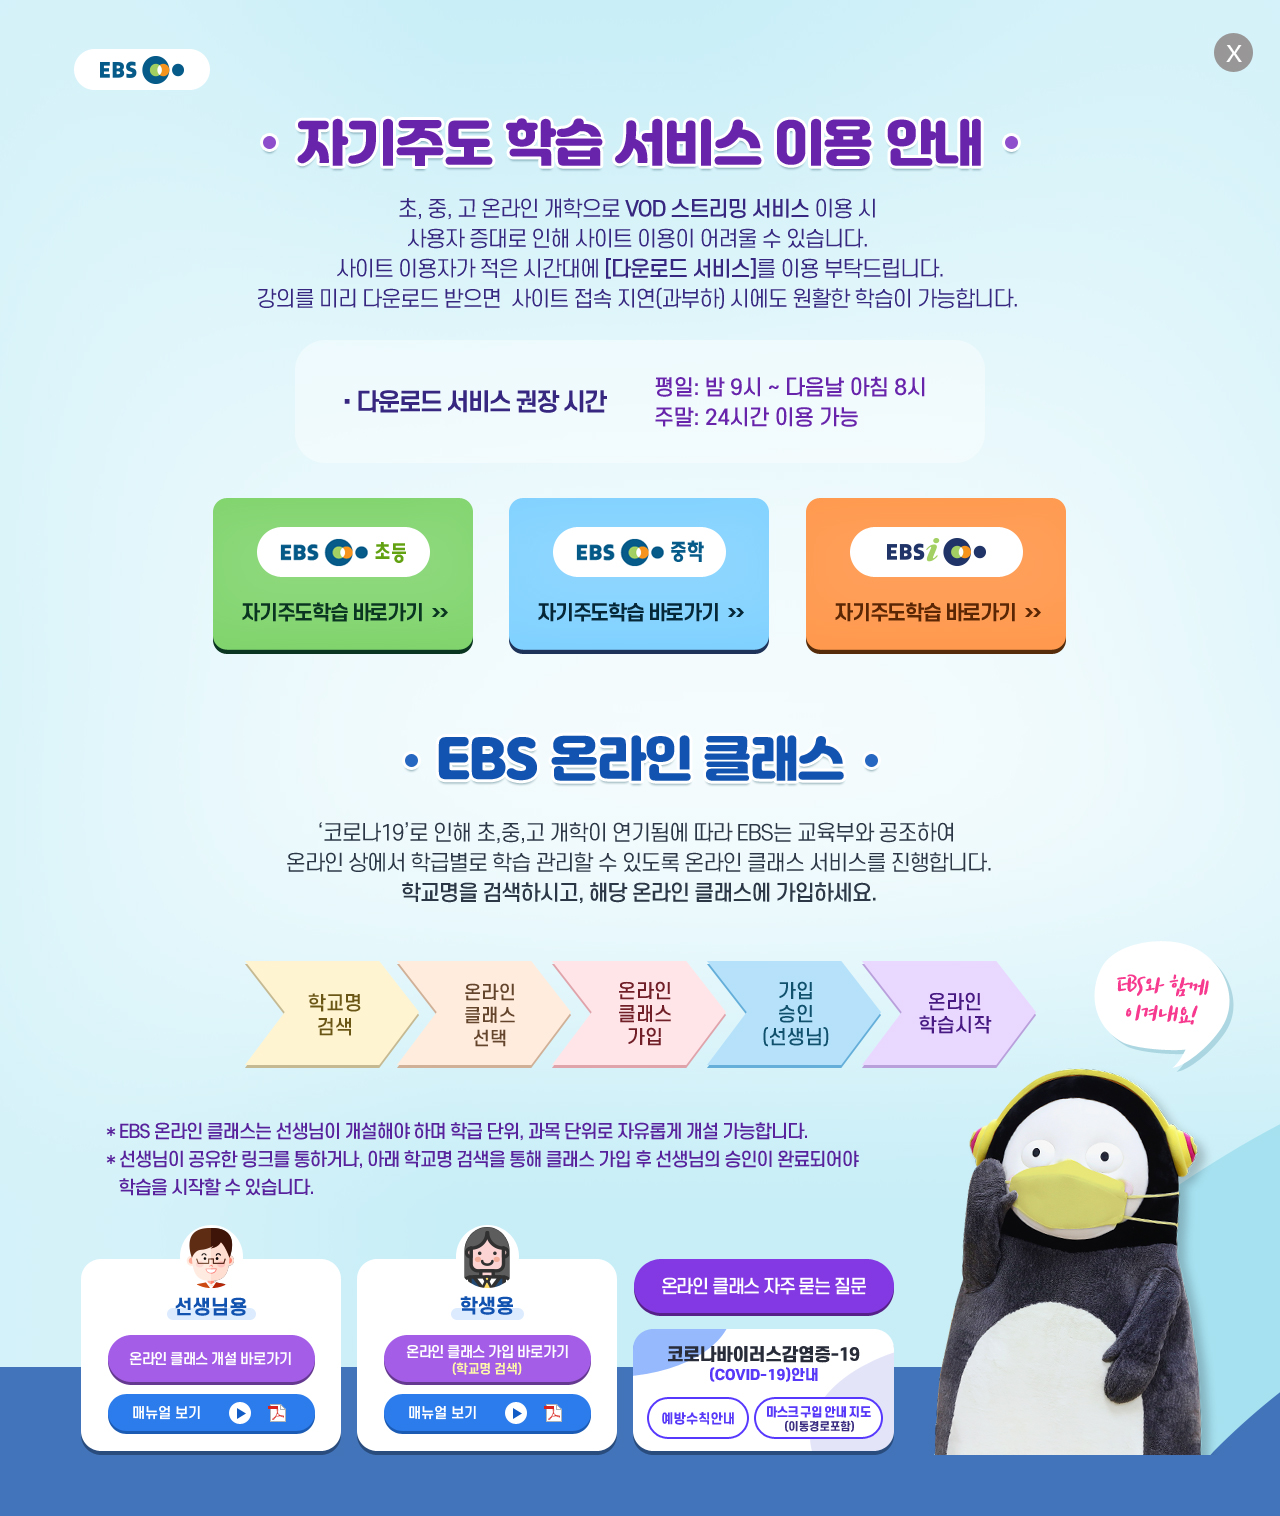 EBS
X
· 자기주도 학습 서비스 이용 안내 ·
초, 중, 고 온라인 개학으로 VOD 스트리밍 서비스 이용 시
사용자 증대로 인해 사이트 이용이 어려울 수 있습니다.
사이트 이용자가 적은 시간대에 [다운로드 서비스]를 이용 부탁드립니다.
강의를 미리 다운로드 받으면 사이트 접속 지연(과부하) 시에도 원활한 학습이 가능합니다.
· 다운로드 서비스 권장 시간
평일: 밤 9시 ~ 다음날 아침 8시
주말: 24시간 이용 가능
EBS 초등
자기주도학습 바로가기 >>
EBS 중학
자기주도학습 바로가기 >>
EBSi
자기주도학습 바로가기 >>
· EBS 온라인 클래스 ·
‘코로나19’로 인해 초,중,고 개학이 연기됨에 따라 EBS는 교육부와 공조하여
온라인 상에서 학급별로 학습 관리할 수 있도록 온라인 클래스 서비스를 진행합니다.
학교명을 검색하시고, 해당 온라인 클래스에 가입하세요.
학교명
검색
온라인
클래스
선택
온라인
클래스
가입
가입
승인
(선생님)
온라인
학습시작
EBS와 함께
이겨내요!
* EBS 온라인 클래스는 선생님이 개설해야 하며 학급 단위, 과목 단위로 자유롭게 개설 가능합니다.
* 선생님이 공유한 링크를 통하거나, 아래 학교명 검색을 통해 클래스 가입 후 선생님의 승인이 완료되어야
학습을 시작할 수 있습니다.
선생님용
온라인 클래스 개설 바로가기
매뉴얼 보기
학생용
온라인 클래스 가입 바로가기
(학교명 검색)
매뉴얼 보기
온라인 클래스 자주 묻는 질문
코로나바이러스감염증-19
(COVID-19)안내
예방수칙안내
마스크 구입 안내 지도
(이동경로포함)